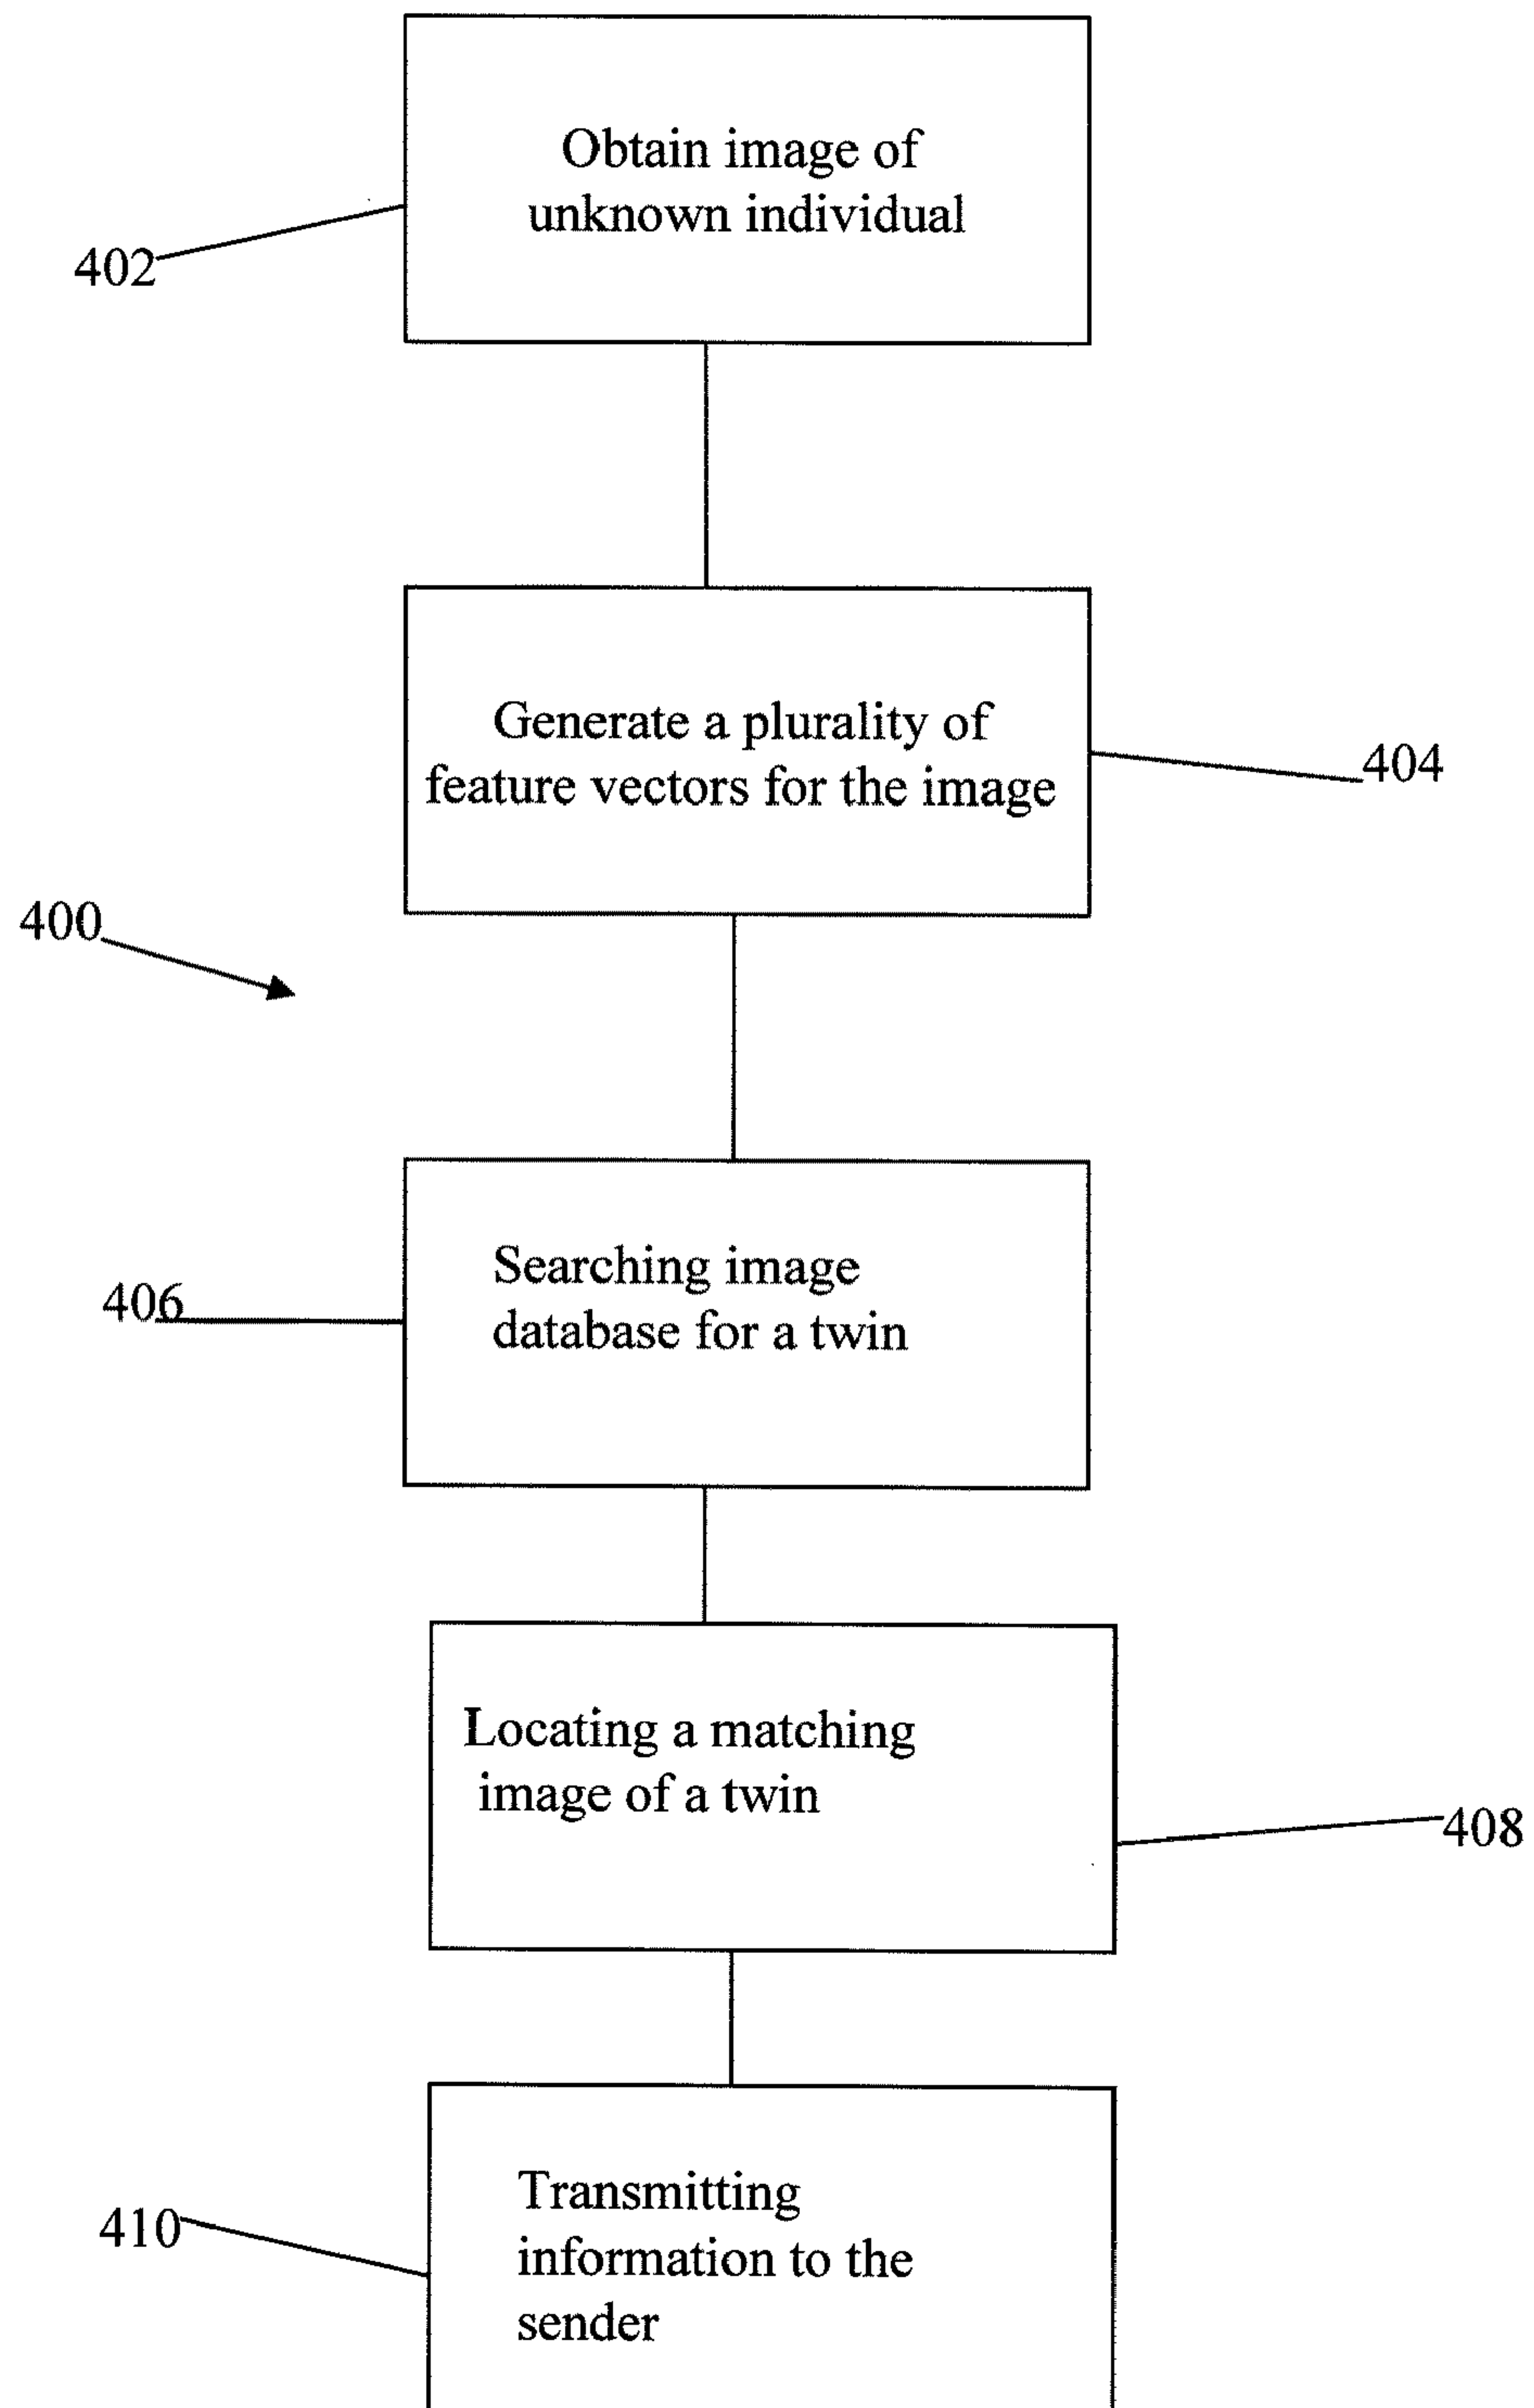 Obtain image of
unknown individual
402
Generate a plurality of
feature vectors for the image
404
400
Searching image
database for a twin
406
Locating a matching
image of a twin
408
Transmitting
information to the
sender
410